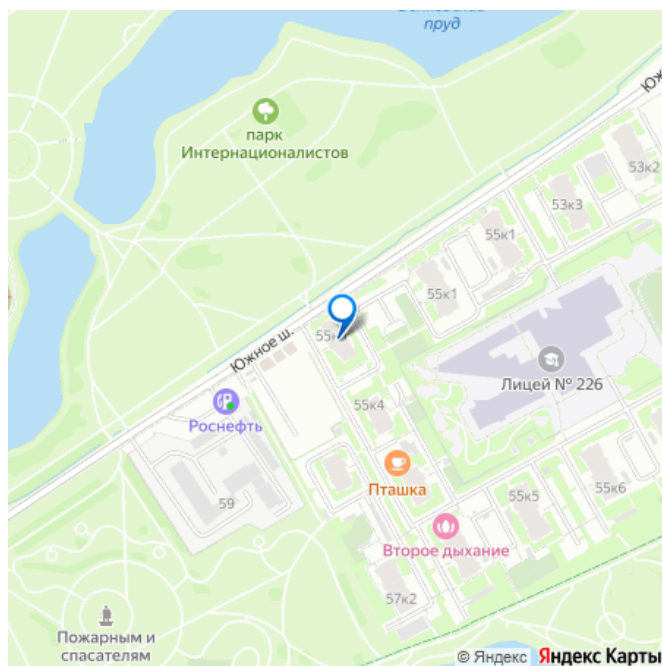 пруд
парк
Интернационалистов
Юж
53к2
53к3
55к1
55к1
Южное ш.
Лицей № 226
Роснефть
55к4
Пташка
59
55к5
55к6
Второе дыхание
57к2
Пожарным и
спасателям
© Яндекс Яндекс Карты